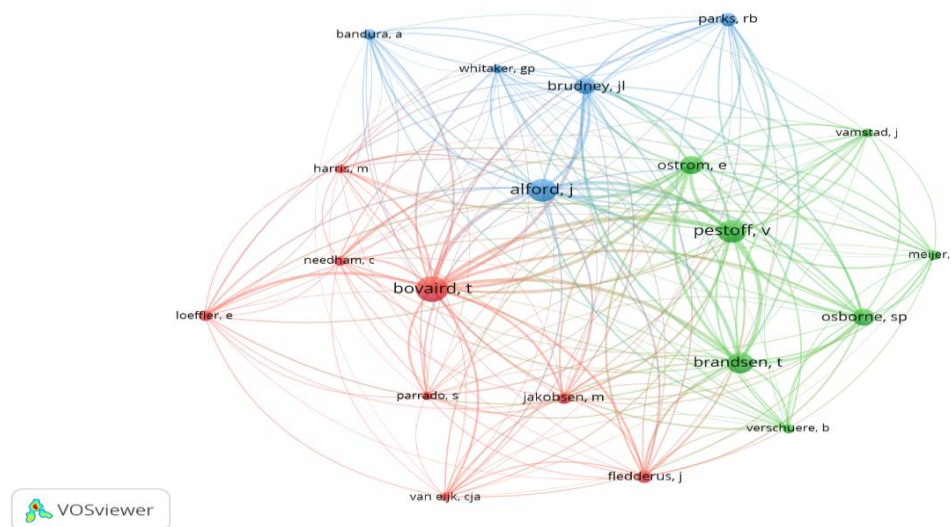 parks, rb
bandura, a
whitaker, gp
brudney, jl
vamstad, j
harris, m
ostrom, e
alford, j
pestoff, v
meijer,
needham, c
bovaird, t
loeffler, e
osborne, sp
brandsen, t
parrado, s
jakobsen, m
verschuere, b
fledderus, j
van eijk, cja
VOSviewer